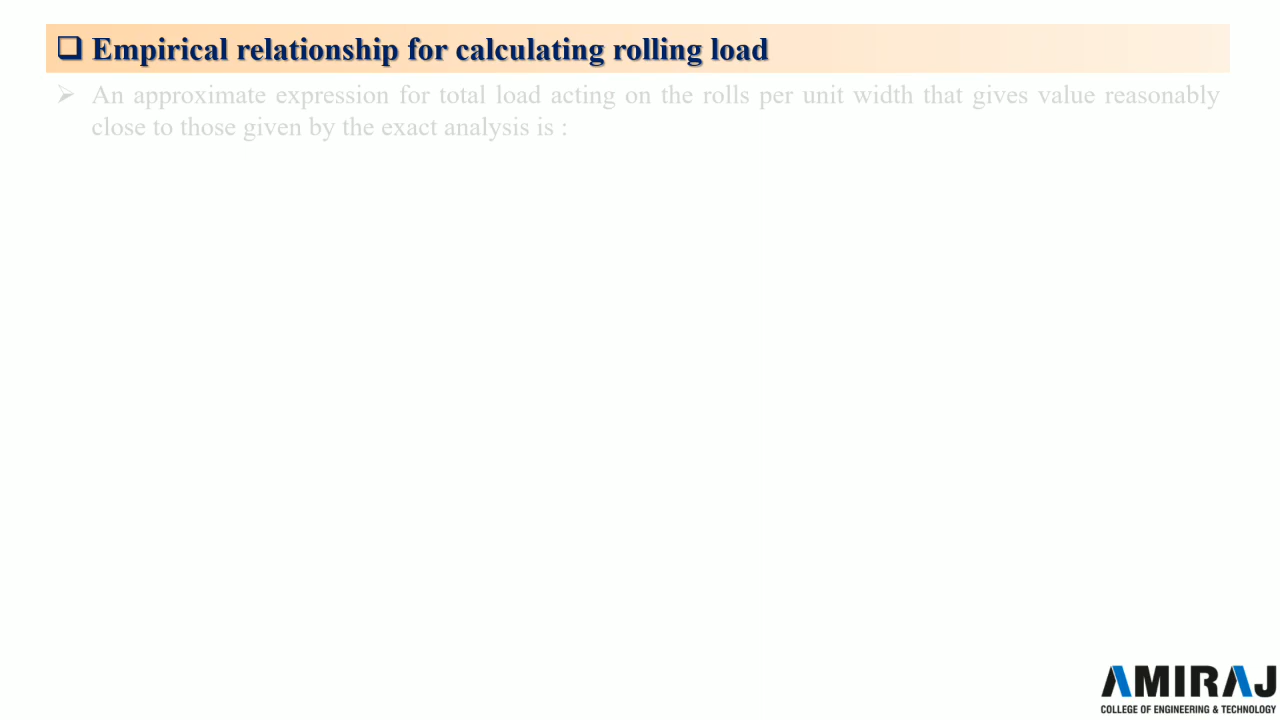 Empirical relationship for calculating rolling load
An approximate expression for total load acting on the rolls per unit width that gives value reasonably
close to those given by the exact analysis is :
AMIRAJ
COLLEGE OF ENGINEERING & TECHNOLOGY